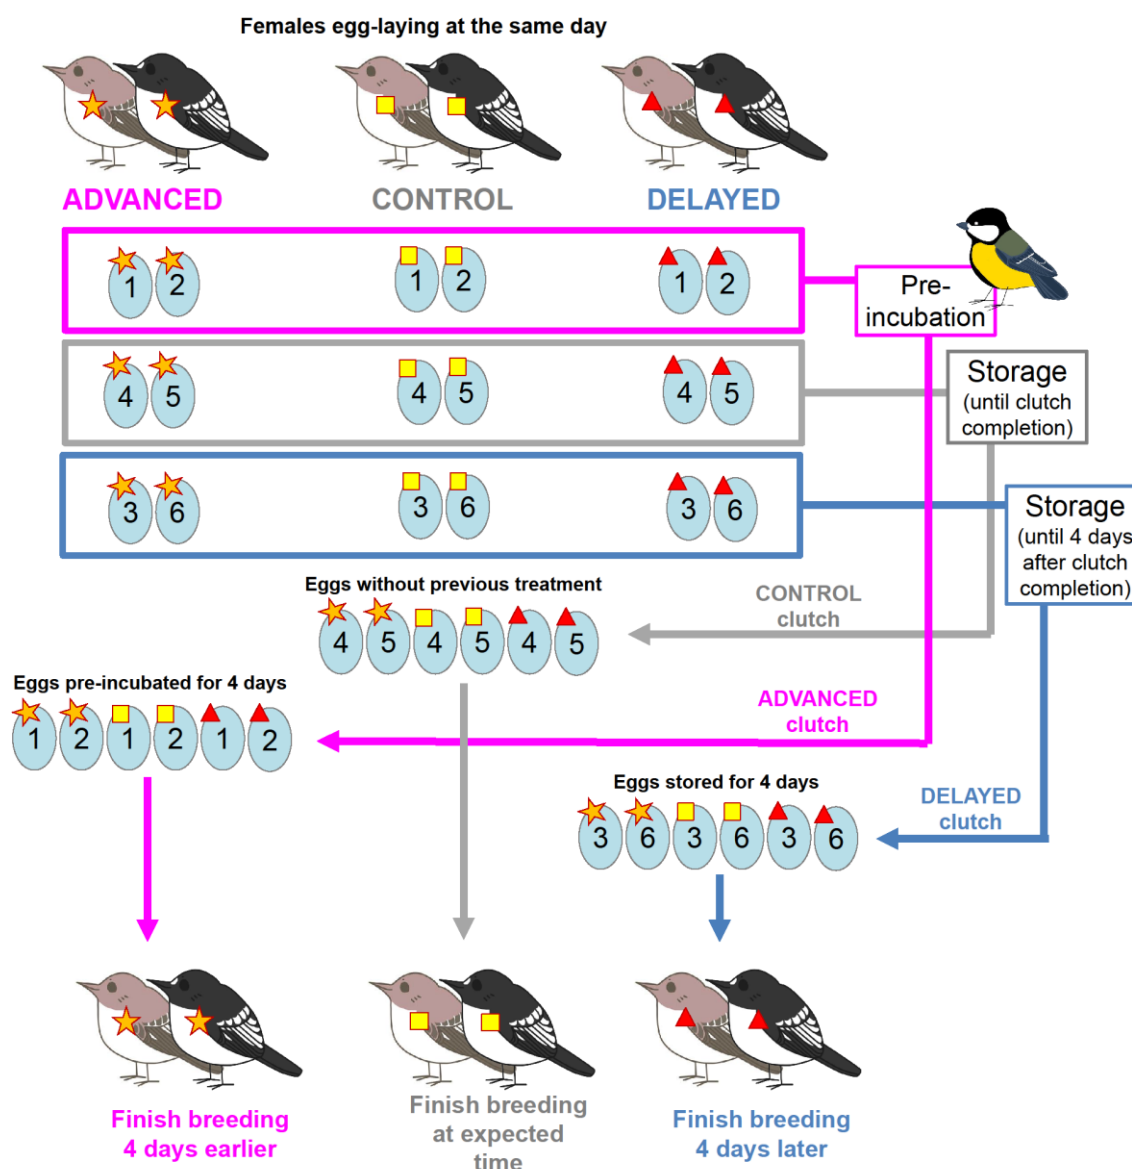 Females egg-laying at the same day
ADVANCED CONTROL DELAYED
1 2 1 2 1 2
Pre-
incubation
4 5 4 5 4 5
Storage
(until clutch
completion)
3 6 3 6 3 6
Storage
(until 4 days
after clutch
completion)
Eggs without previous treatment
4 5 4 5 4 5
CONTROL
clutch
Eggs pre-incubated for 4 days
1 2 1 2 1 2
ADVANCED
clutch
Eggs stored for 4 days
3 6 3 6 3 6
DELAYED
clutch
Finish breeding
4 days earlier
Finish breeding
at expected
time
Finish breeding
4 days later